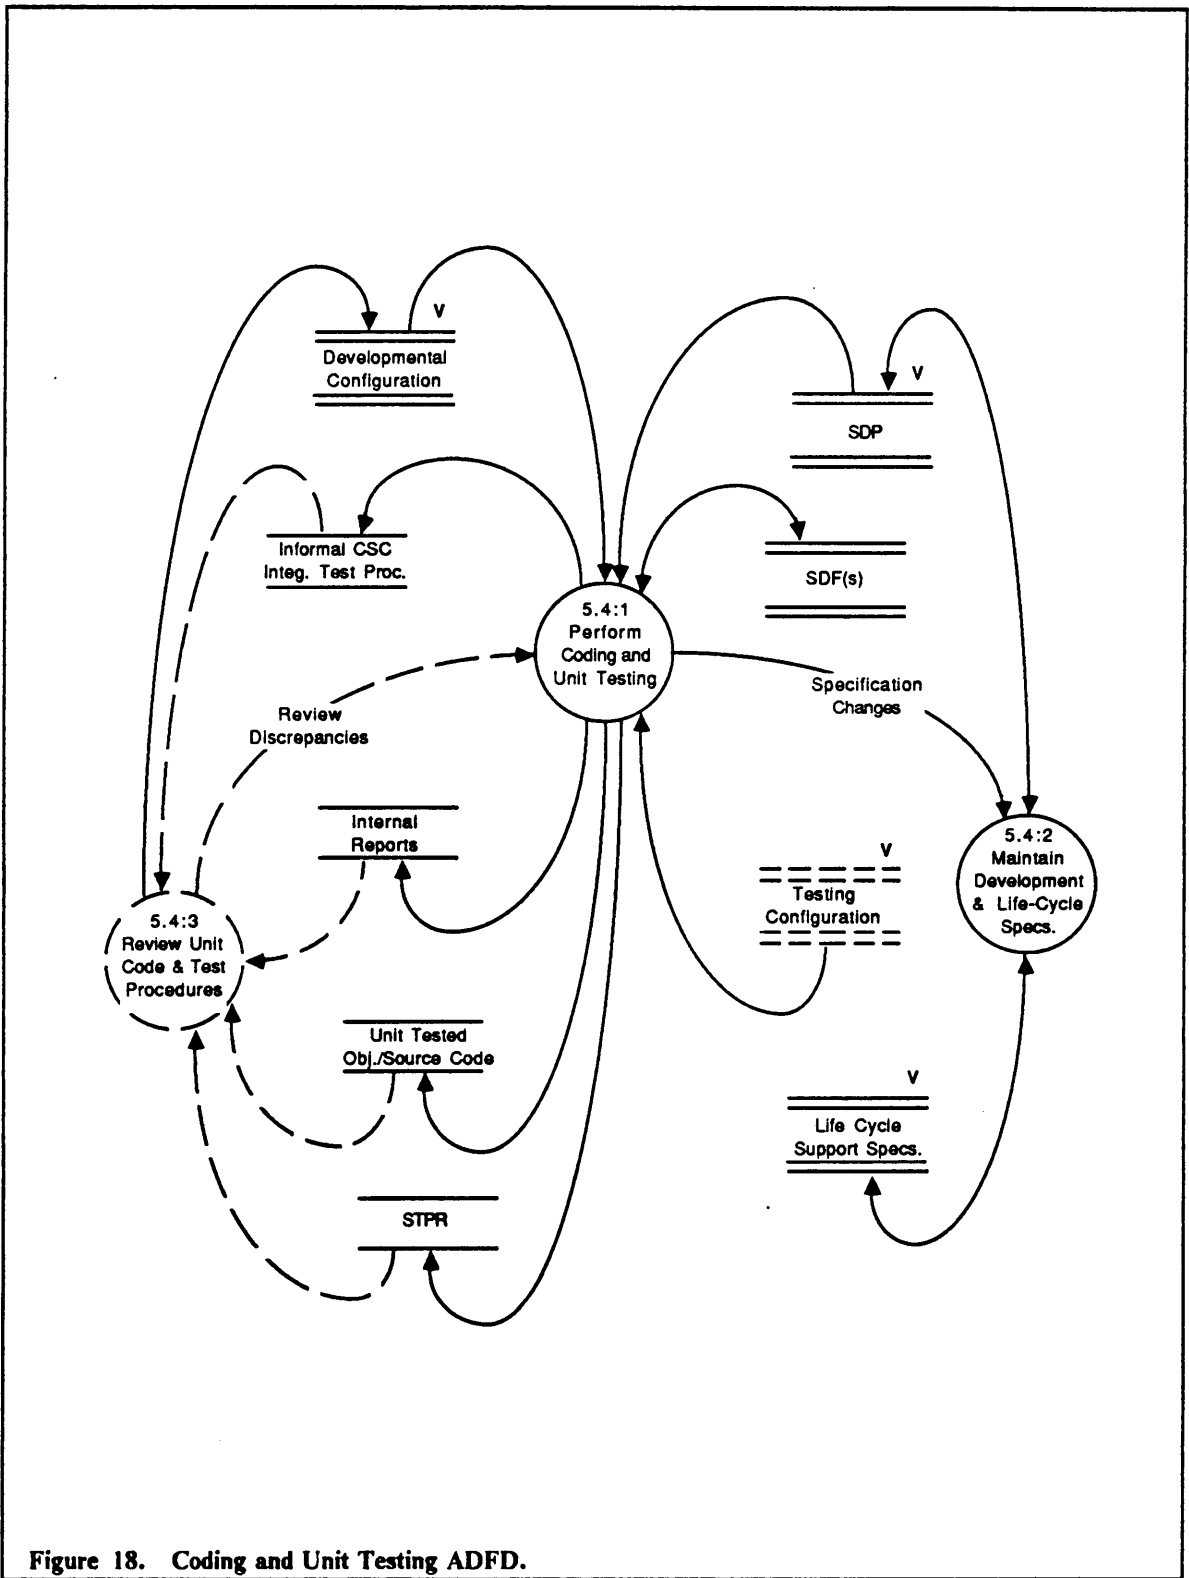 V
Developmental
Configuration
V
SDP
Informal CSC
Integ. Test Proc.
SDF(s)
5.4:1
Perform
Coding and
Unit Testing
Specification
Changes
Review
Discrepancies
Internal
Reports
V
Testing
Configuration
5.4:2
Maintain
Development
& Life-Cycle
Specs.
5.4:3
Review Unit
Code & Test
Procedures
Unit Tested
Obj./Source Code
V
Life Cycle
Support Specs.
STPR
Figure 18. Coding and Unit Testing ADFD.